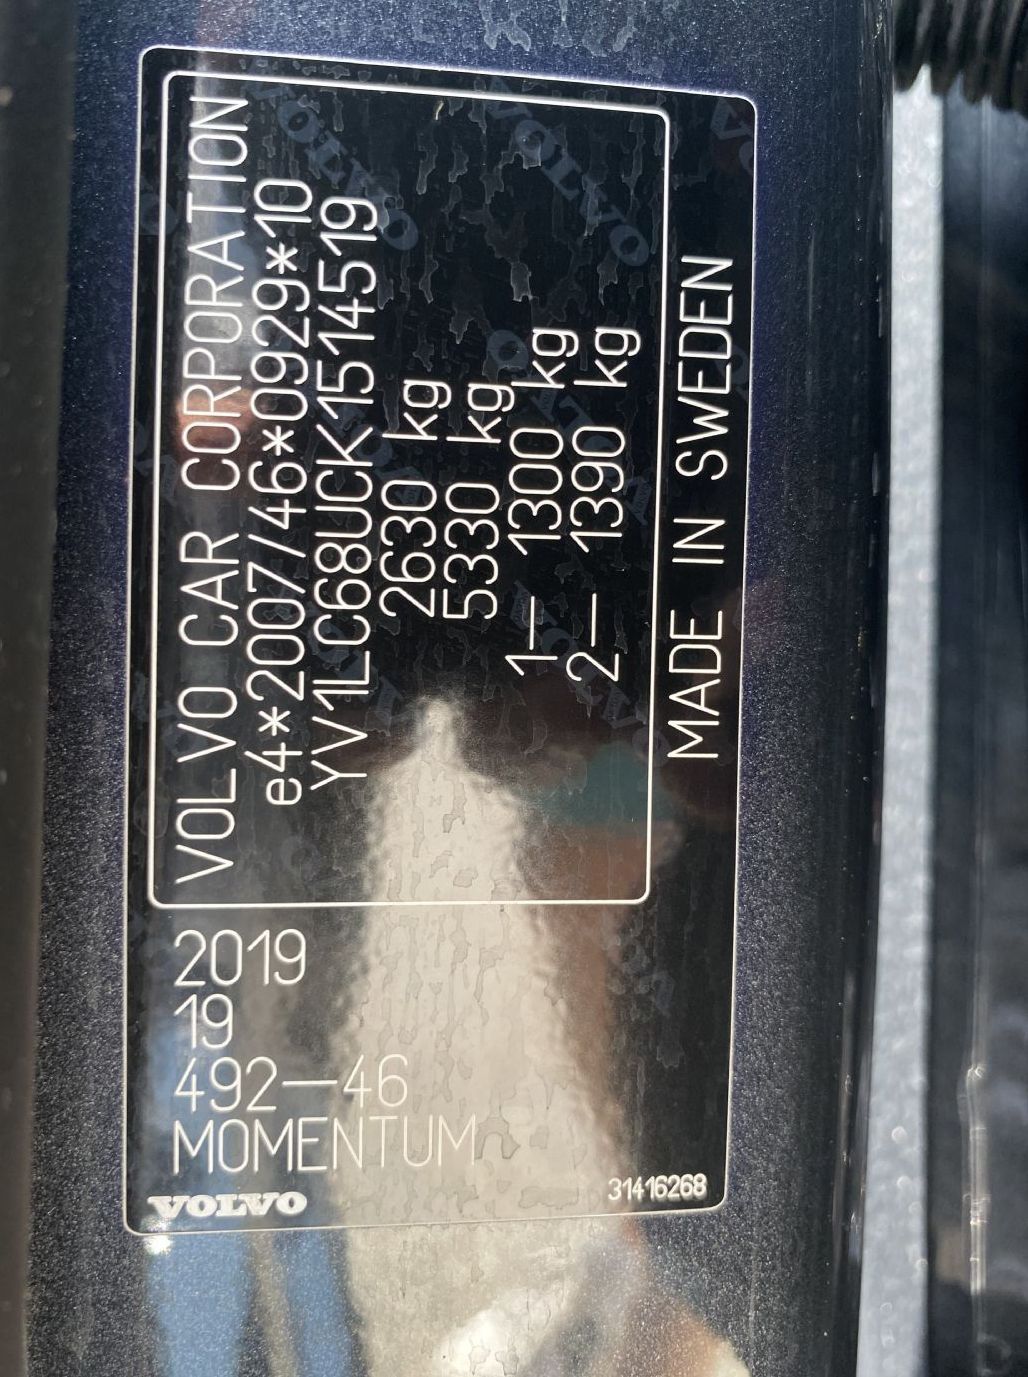 VOLVO CAR CORPORATION
e4*2007/46*0929*10
YV1LC68UCK1514519
2630 kg
5330 kg
1– 1300 kg
2– 1390 kg
MADE IN SWEDEN
2019
19
492–46
MOMENTUM
VOLVO
31416268